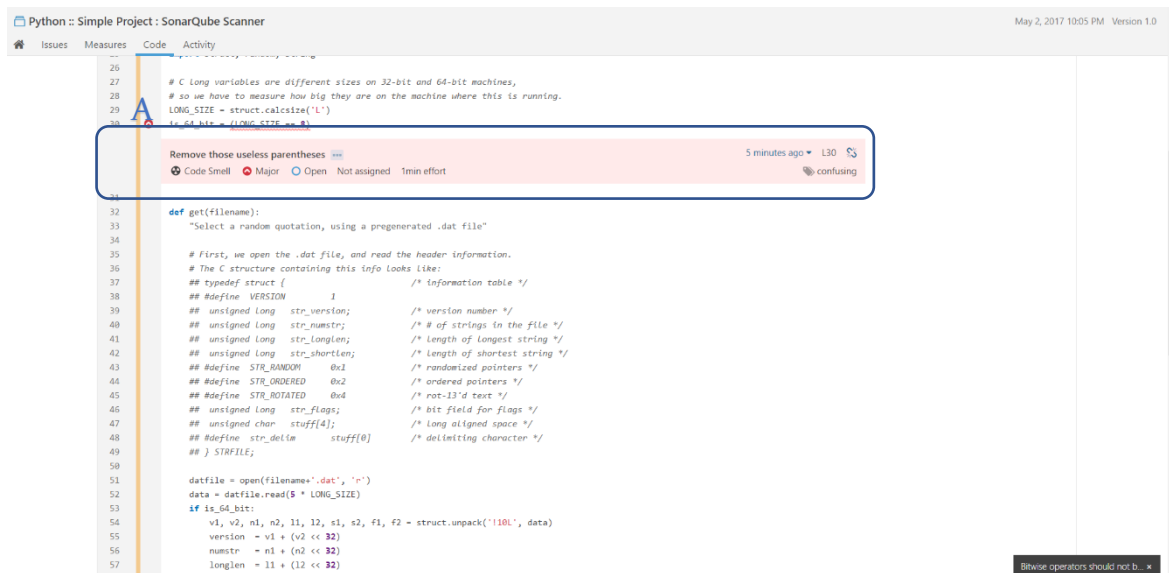 Python :: Simple Project : SonarQube Scanner
May 2, 2017 10:05 PM Version 1.0
Issues Measures Code Activity
26
27 # C long variables are different sizes on 32-bit and 64-bit machines,
28 # so we have to measure how big they are on the machine where this is running.
29 LONG_SIZE = struct.calcsize('L')
A
30 is_64_bit = (LONG_SIZE == 8)
Remove those useless parentheses ...
5 minutes ago L30
Code Smell Major Open Not assigned 1min effort
confusing
31
32 def get(filename):
33 "Select a random quotation, using a pregenerated .dat file"
34
35 # First, we open the .dat file, and read the header information.
36 # The C structure containing this info looks like:
37 ## typedef struct { /* information table */
38 ## #define VERSION 1
39 ## unsigned long str_version; /* version number */
40 ## unsigned long str_numstr; /* # of strings in the file */
41 ## unsigned long str_longlen; /* length of longest string */
42 ## unsigned long str_shortlen; /* length of shortest string */
43 ## #define STR_RANDOM 0x1 /* randomized pointers */
44 ## #define STR_ORDERED 0x2 /* ordered pointers */
45 ## #define STR_ROTATED 0x4 /* rot-13'd text */
46 ## unsigned long str_flags; /* bit field for flags */
47 ## unsigned char stuff[4]; /* long aligned space */
48 ## #define str_delim stuff[0] /* delimiting character */
49 ## } STRFILE;
50
51 datfile = open(filename+'.dat', 'r')
52 data = datfile.read(5 * LONG_SIZE)
53 if is_64_bit:
54 v1, v2, n1, n2, l1, l2, s1, s2, f1, f2 = struct.unpack('!10L', data)
55 version = v1 + (v2 << 32)
56 numstr = n1 + (n2 << 32)
57 longlen = l1 + (l2 << 32)
Bitwise operators should not b... ×